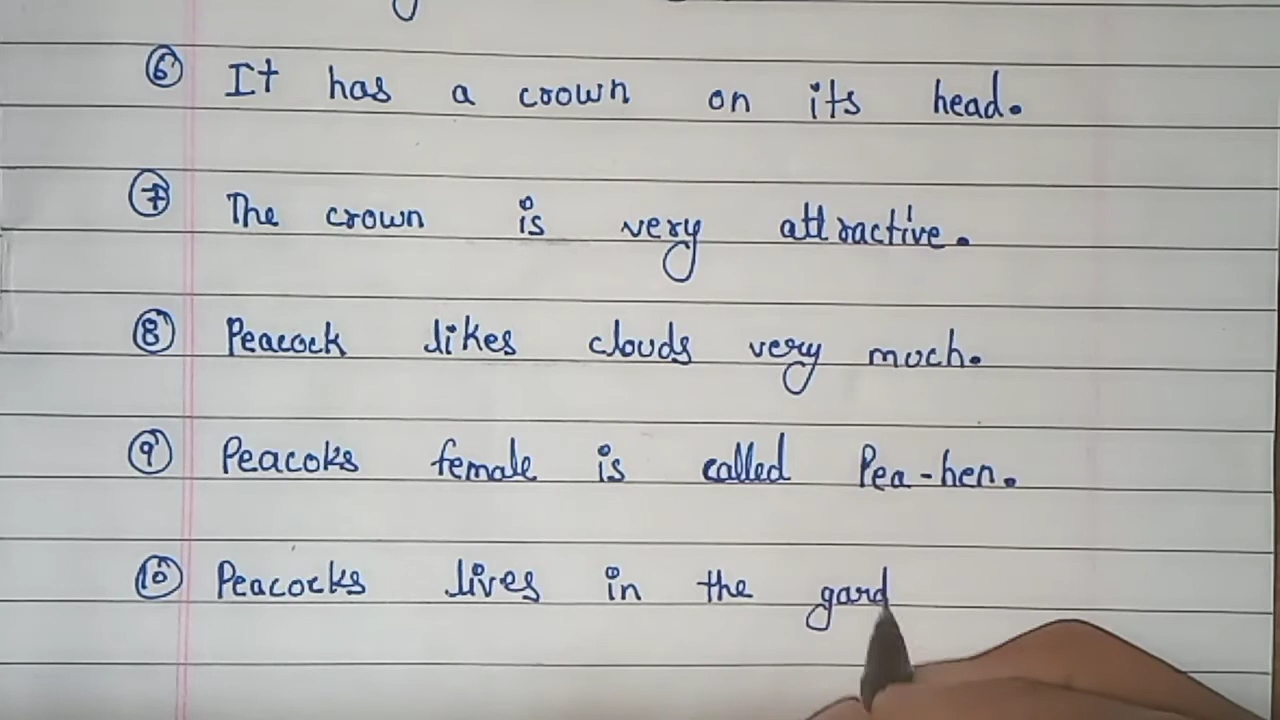 6 It has a crown on its head.
7 The crown is very attractive.
8 Peacock likes clouds very much.
9 Peacoks female is called Pea-hen.
10 Peacocks lives in the gard